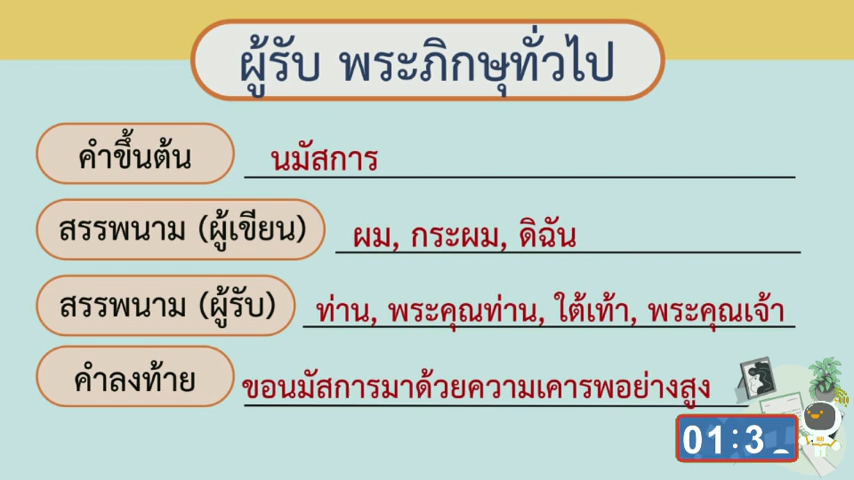 ผู้รับ พระภิกษุทั่วไป
คำขึ้นต้น นมัสการ
สรรพนาม (ผู้เขียน) ผม, กระผม, ดิฉัน
สรรพนาม (ผู้รับ) ท่าน, พระคุณท่าน, ใต้เท้า, พระคุณเจ้า
คำลงท้าย ขอนมัสการมาด้วยความเคารพอย่างสูง
01:3